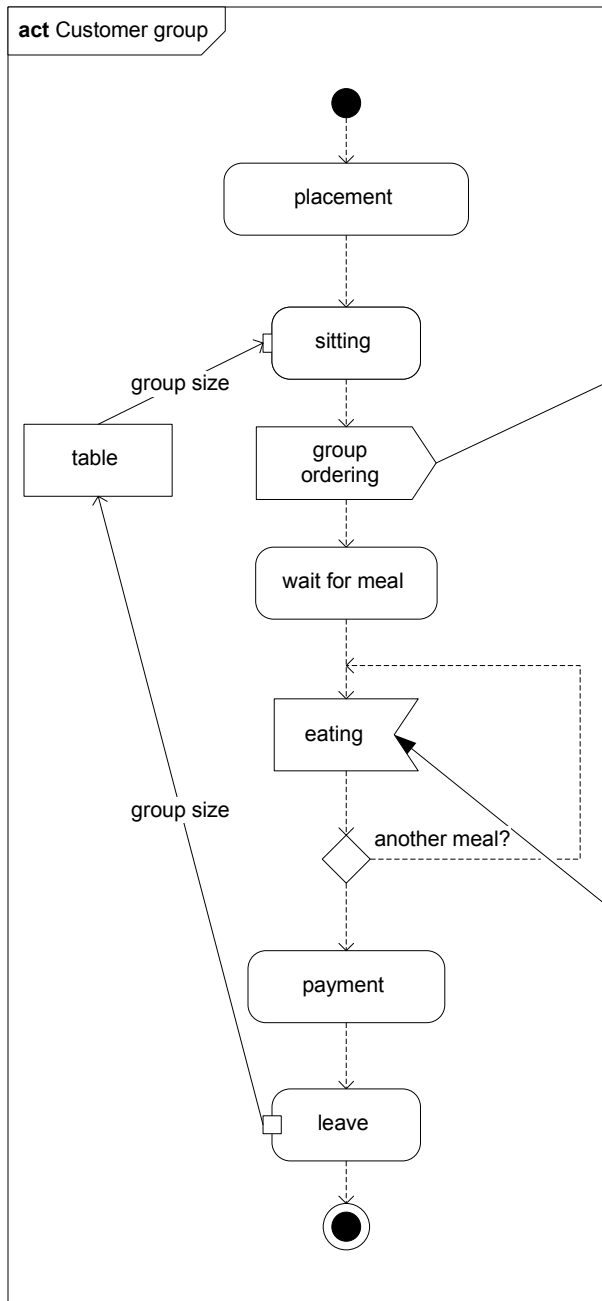 act Customer group
placement
sitting
group size
table
group
ordering
wait for meal
eating
group size
another meal?
payment
leave